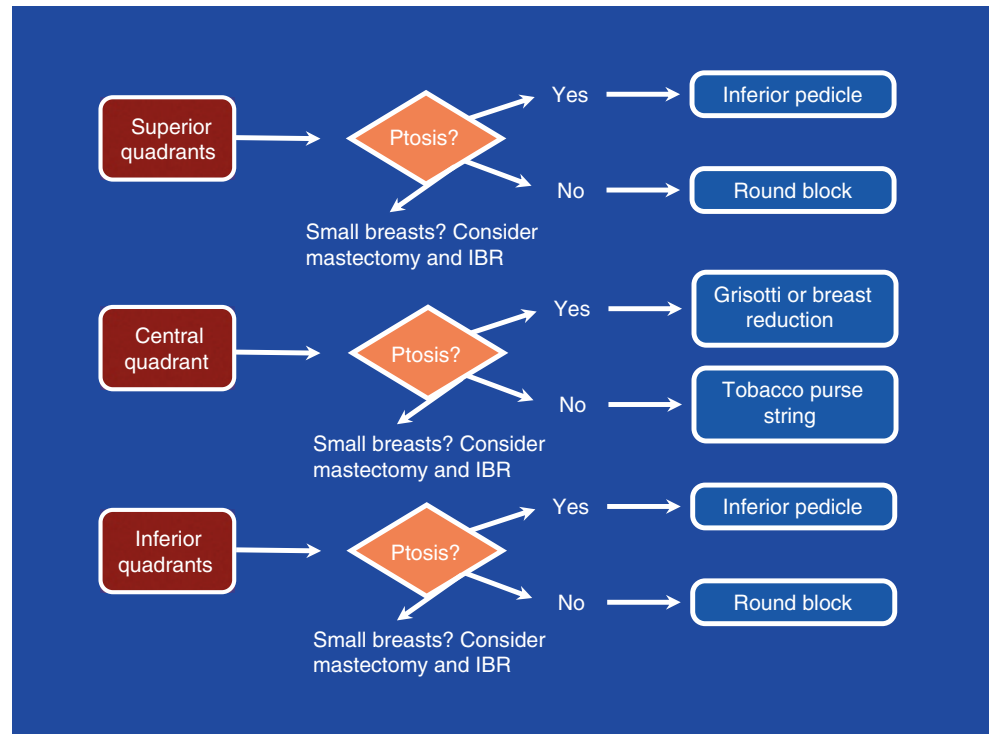 Superior
quadrants
Ptosis?
Yes
Inferior pedicle
No
Round block
Small breasts? Consider
mastectomy and IBR
Central
quadrant
Ptosis?
Yes
Grisotti or breast
reduction
No
Tobacco purse
string
Small breasts? Consider
mastectomy and IBR
Inferior
quadrants
Ptosis?
Yes
Inferior pedicle
No
Round block
Small breasts? Consider
mastectomy and IBR